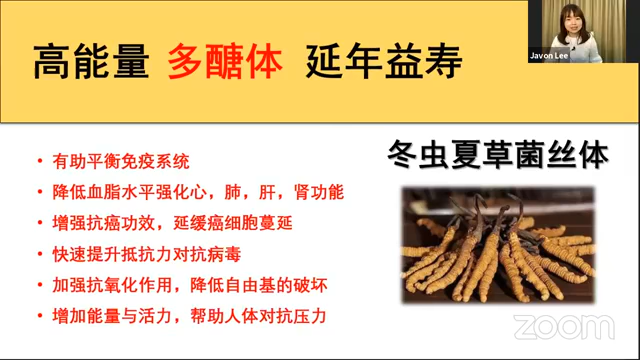 高能量 多醣体 延年益寿
Javon Lee
冬虫夏草菌丝体
• 有助平衡免疫系统
• 降低血脂水平强化心，肺，肝，肾功能
• 增强抗癌功效，延缓癌细胞蔓延
• 快速提升抵抗力对抗病毒
• 加强抗氧化作用，降低自由基的破坏
• 增加能量与活力，帮助人体对抗压力
zoom